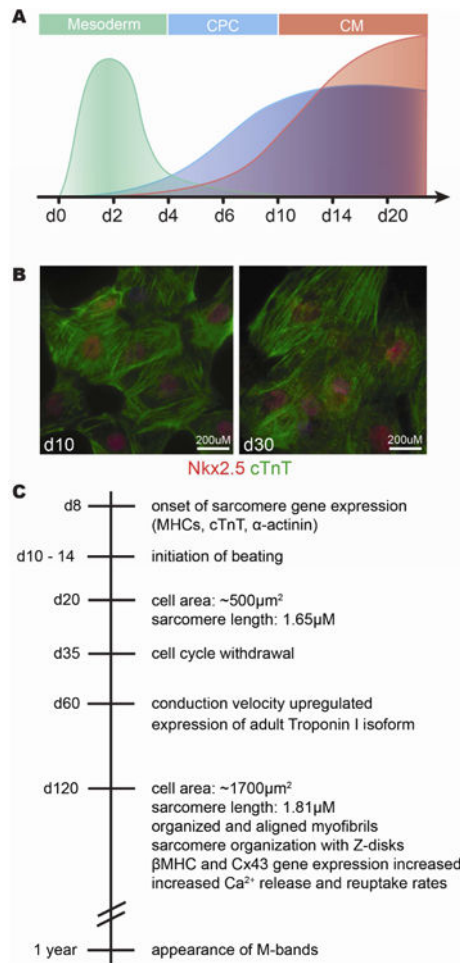 A
Mesoderm CPC CM
d0 d2 d4 d6 d10 d14 d20
B
d10 200uM d30 200uM
Nkx2.5 cTnT
C
d8 onset of sarcomere gene expression
(MHCs, cTnT, α-actinin)
d10 - 14 initiation of beating
d20 cell area: ~500µm²
sarcomere length: 1.65µM
d35 cell cycle withdrawal
d60 conduction velocity upregulated
expression of adult Troponin I isoform
d120 cell area: ~1700µm²
sarcomere length: 1.81µM
organized and aligned myofibrils
sarcomere organization with Z-disks
βMHC and Cx43 gene expression increased
increased Ca²⁺ release and reuptake rates
1 year appearance of M-bands